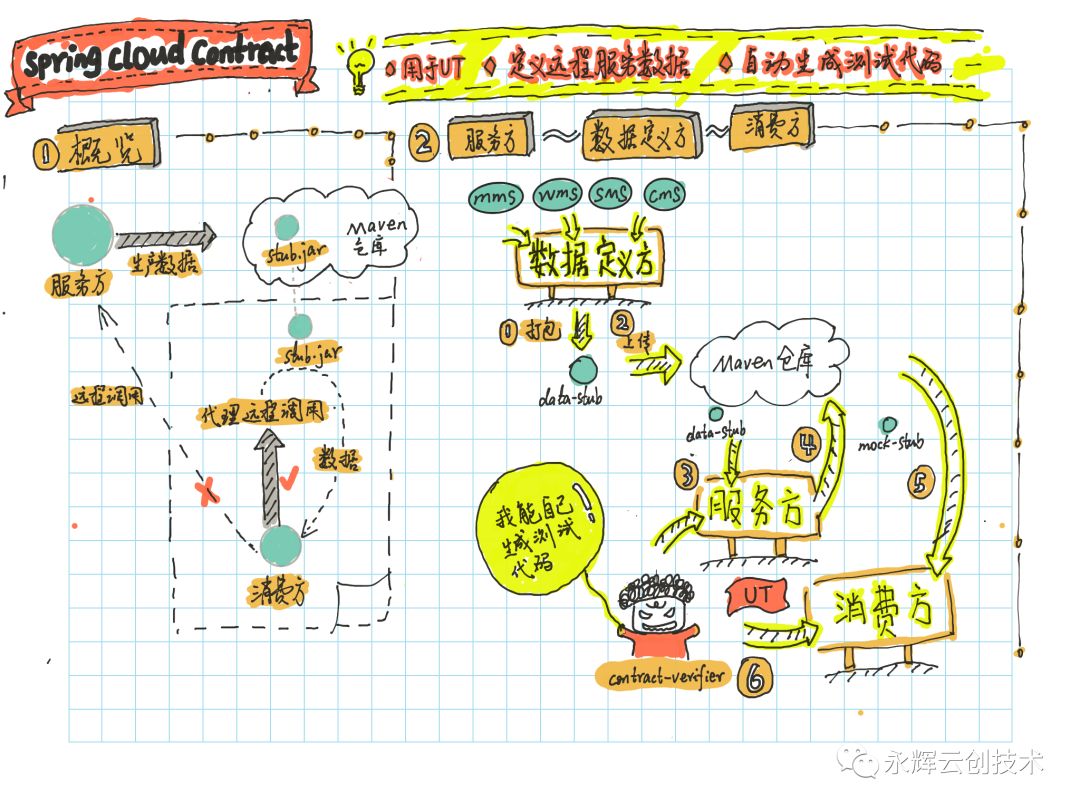 Spring Cloud Contract
用于UT 定义远程服务数据 自动生成测试代码
① 概览
服务方
生产数据
stub.jar
Maven
仓库
stub.jar
远程调用
代理远程调用
数据
消费方
② 服务方 数据定义方 消费方
mms wms sms cms
数据定义方
① 打包
② 上传
data-stub
Maven仓库
data-stub
③
服务方
④
mock-stub
⑤
我能自己
生成测试
代码
!
contract-verifier
UT
⑥
消费方
永辉云创技术